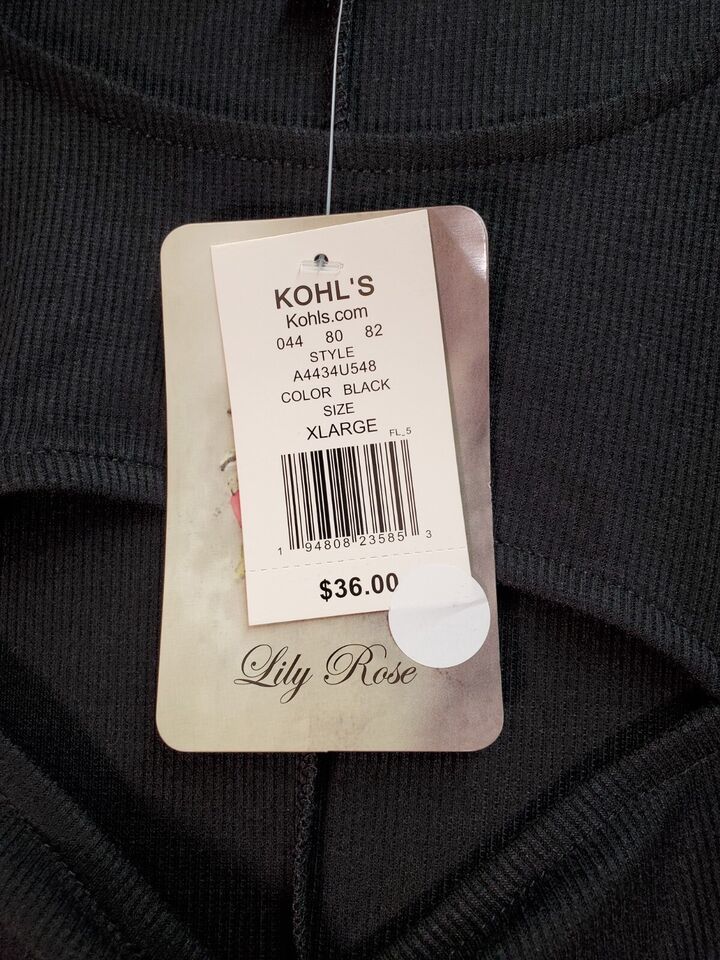 KOHL'S
Kohls.com
044 80 82
STYLE
A4434U548
COLOR BLACK
SIZE
XLARGE FL_5
1 94808 23585 3
$36.00
Lily Rose